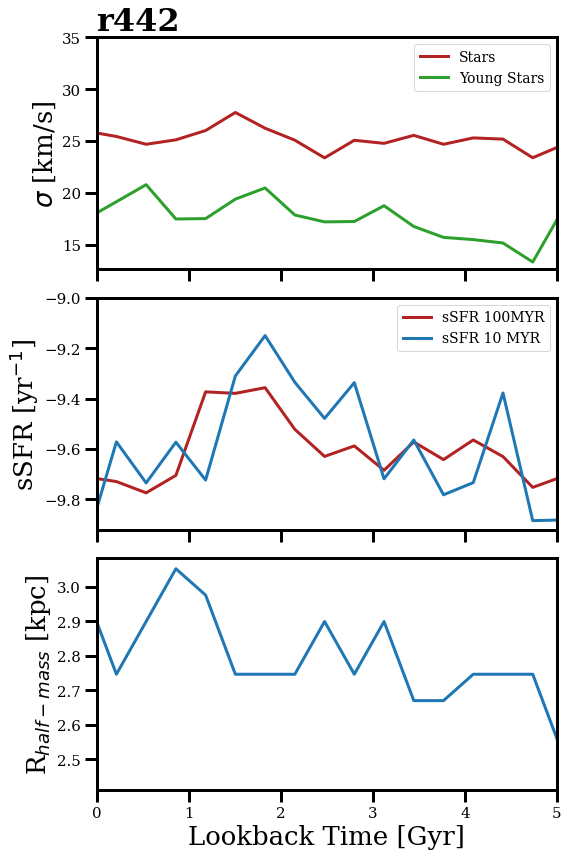 r442
35
30
25
20
15
σ [km/s]
Stars
Young Stars
−9.0
−9.2
−9.4
−9.6
−9.8
sSFR [yr⁻¹]
sSFR 100MYR
sSFR 10 MYR
3.0
2.9
2.8
2.7
2.6
2.5
R_half−mass [kpc]
0 1 2 3 4 5
Lookback Time [Gyr]